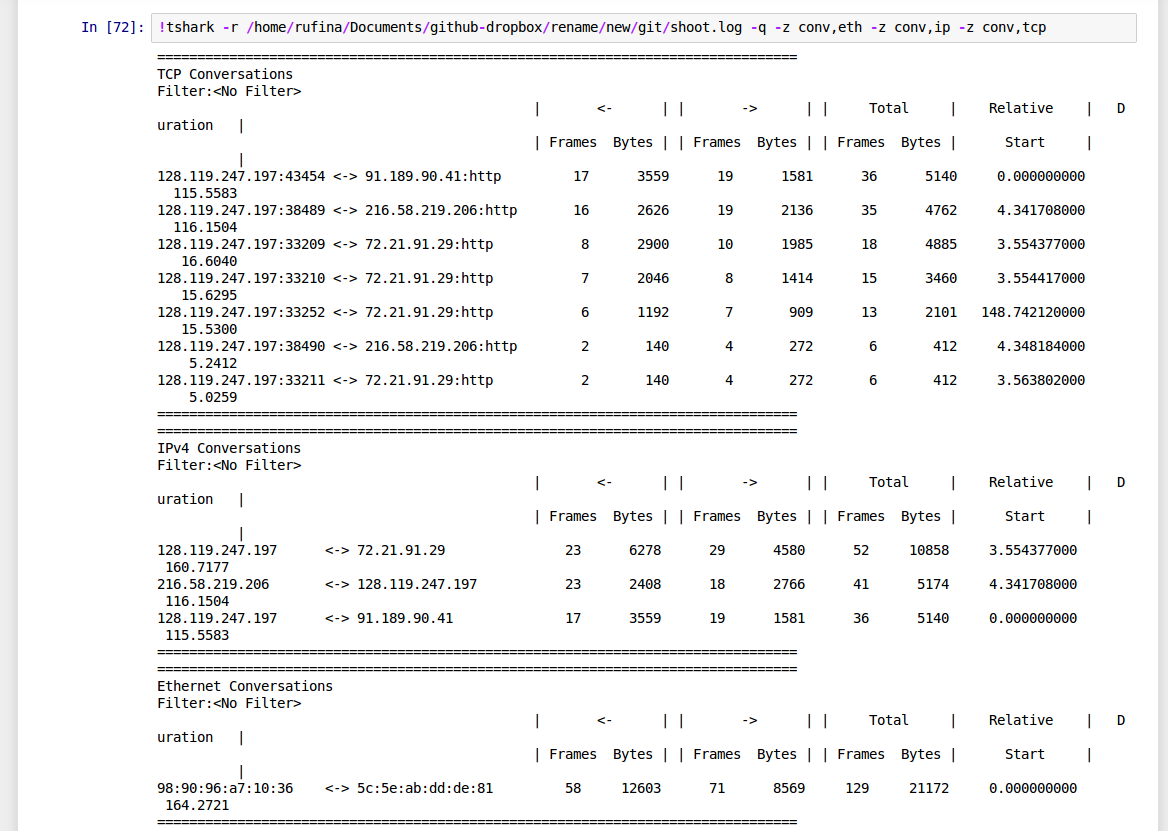 In [72]: !tshark -r /home/rufina/Documents/github-dropbox/rename/new/git/shoot.log -q -z conv,eth -z conv,ip -z conv,tcp
================================================================================
TCP Conversations
Filter:<No Filter>
                                               |       <-      | |       ->      | |     Total     |    Relative    |   D
uration   |
                                               | Frames  Bytes | | Frames  Bytes | | Frames  Bytes |      Start     |
          |
128.119.247.197:43454 <-> 91.189.90.41:http         17      3559      19      1581      36      5140     0.000000000
  115.5583
128.119.247.197:38489 <-> 216.58.219.206:http       16      2626      19      2136      35      4762     4.341708000
  116.1504
128.119.247.197:33209 <-> 72.21.91.29:http           8      2900      10      1985      18      4885     3.554377000
   16.6040
128.119.247.197:33210 <-> 72.21.91.29:http           7      2046       8      1414      15      3460     3.554417000
   15.6295
128.119.247.197:33252 <-> 72.21.91.29:http           6      1192       7       909      13      2101   148.742120000
   15.5300
128.119.247.197:38490 <-> 216.58.219.206:http        2       140       4       272       6       412     4.348184000
    5.2412
128.119.247.197:33211 <-> 72.21.91.29:http           2       140       4       272       6       412     3.563802000
    5.0259
================================================================================
================================================================================
IPv4 Conversations
Filter:<No Filter>
                                               |       <-      | |       ->      | |     Total     |    Relative    |   D
uration   |
                                               | Frames  Bytes | | Frames  Bytes | | Frames  Bytes |      Start     |
          |
128.119.247.197      <-> 72.21.91.29               23      6278      29      4580      52     10858     3.554377000
 160.7177
216.58.219.206       <-> 128.119.247.197           23      2408      18      2766      41      5174     4.341708000
 116.1504
128.119.247.197      <-> 91.189.90.41              17      3559      19      1581      36      5140     0.000000000
 115.5583
================================================================================
================================================================================
Ethernet Conversations
Filter:<No Filter>
                                               |       <-      | |       ->      | |     Total     |    Relative    |   D
uration   |
                                               | Frames  Bytes | | Frames  Bytes | | Frames  Bytes |      Start     |
          |
98:90:96:a7:10:36    <-> 5c:5e:ab:dd:de:81         58     12603      71      8569     129     21172     0.000000000
 164.2721
================================================================================